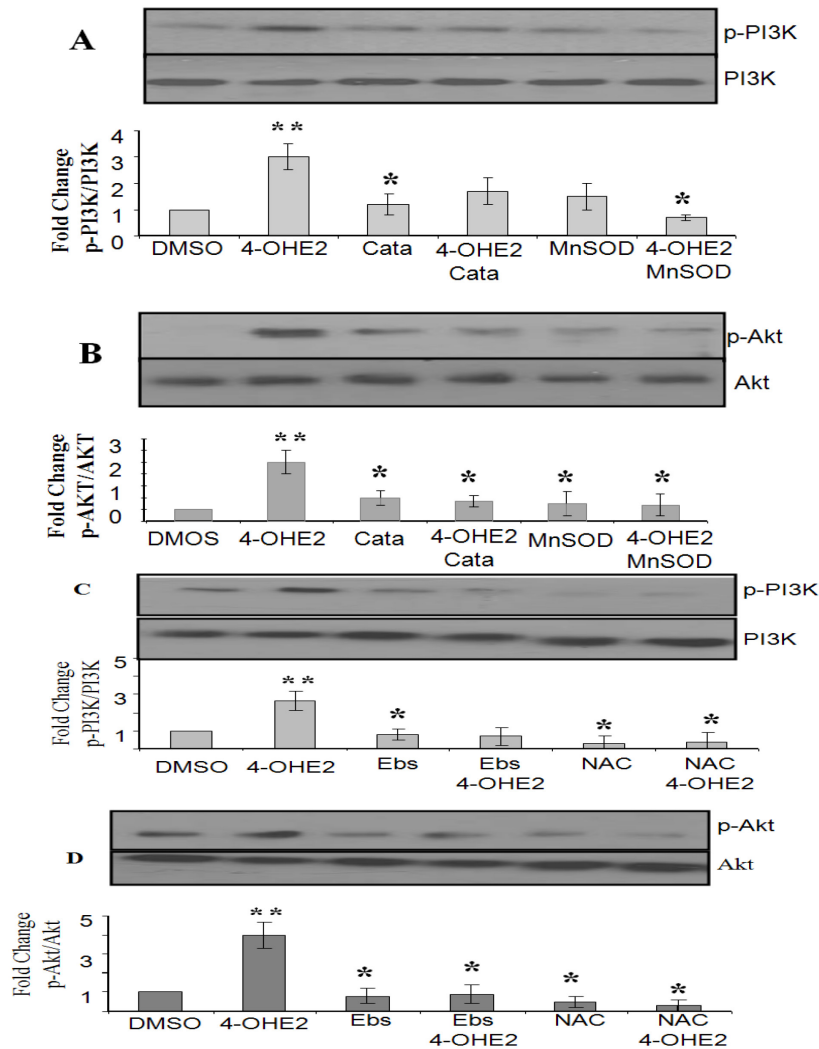 A
p-PI3K
PI3K
Fold Change
p-PI3K/PI3K
4
3
2
1
0
* *
*
*
DMSO 4-OHE2 Cata 4-OHE2 MnSOD 4-OHE2
Cata MnSOD
B
p-Akt
Akt
Fold Change
p-AKT/AKT
3
2
1
0
* *
*
*
*
*
DMOS 4-OHE2 Cata 4-OHE2 MnSOD 4-OHE2
Cata MnSOD
C
p-PI3K
PI3K
Fold Change
p-PI3K/PI3K
5
3
1
* *
*
*
*
DMSO 4-OHE2 Ebs Ebs NAC NAC
4-OHE2 4-OHE2
p-Akt
D
Akt
Fold Change
p-Akt/Akt
5
3
1
* *
*
*
*
*
DMSO 4-OHE2 Ebs Ebs NAC NAC
4-OHE2 4-OHE2